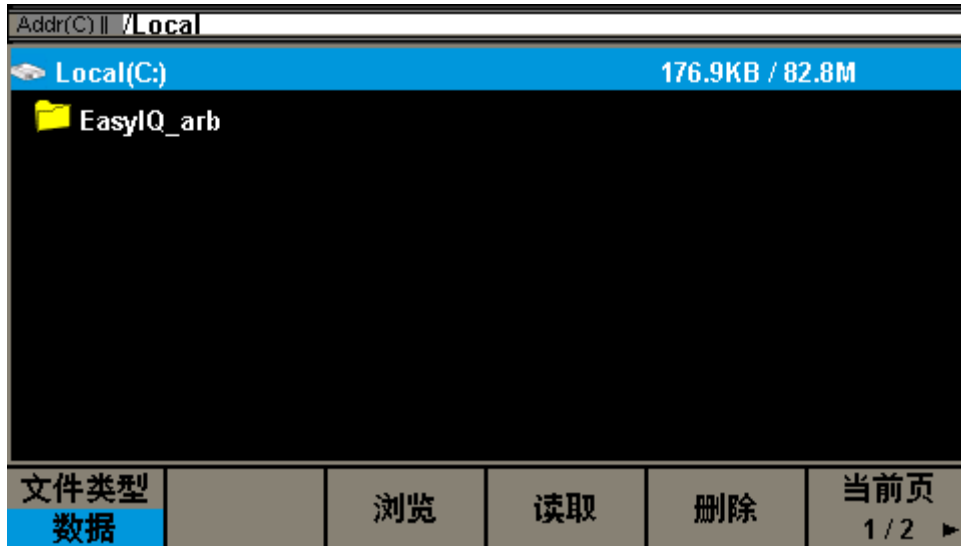 Addr(C) || /Local
Local(C:) 176.9KB / 82.8M
EasyIQ_arb
文件类型 浏览 读取 删除 当前页
数据 1 / 2 ►